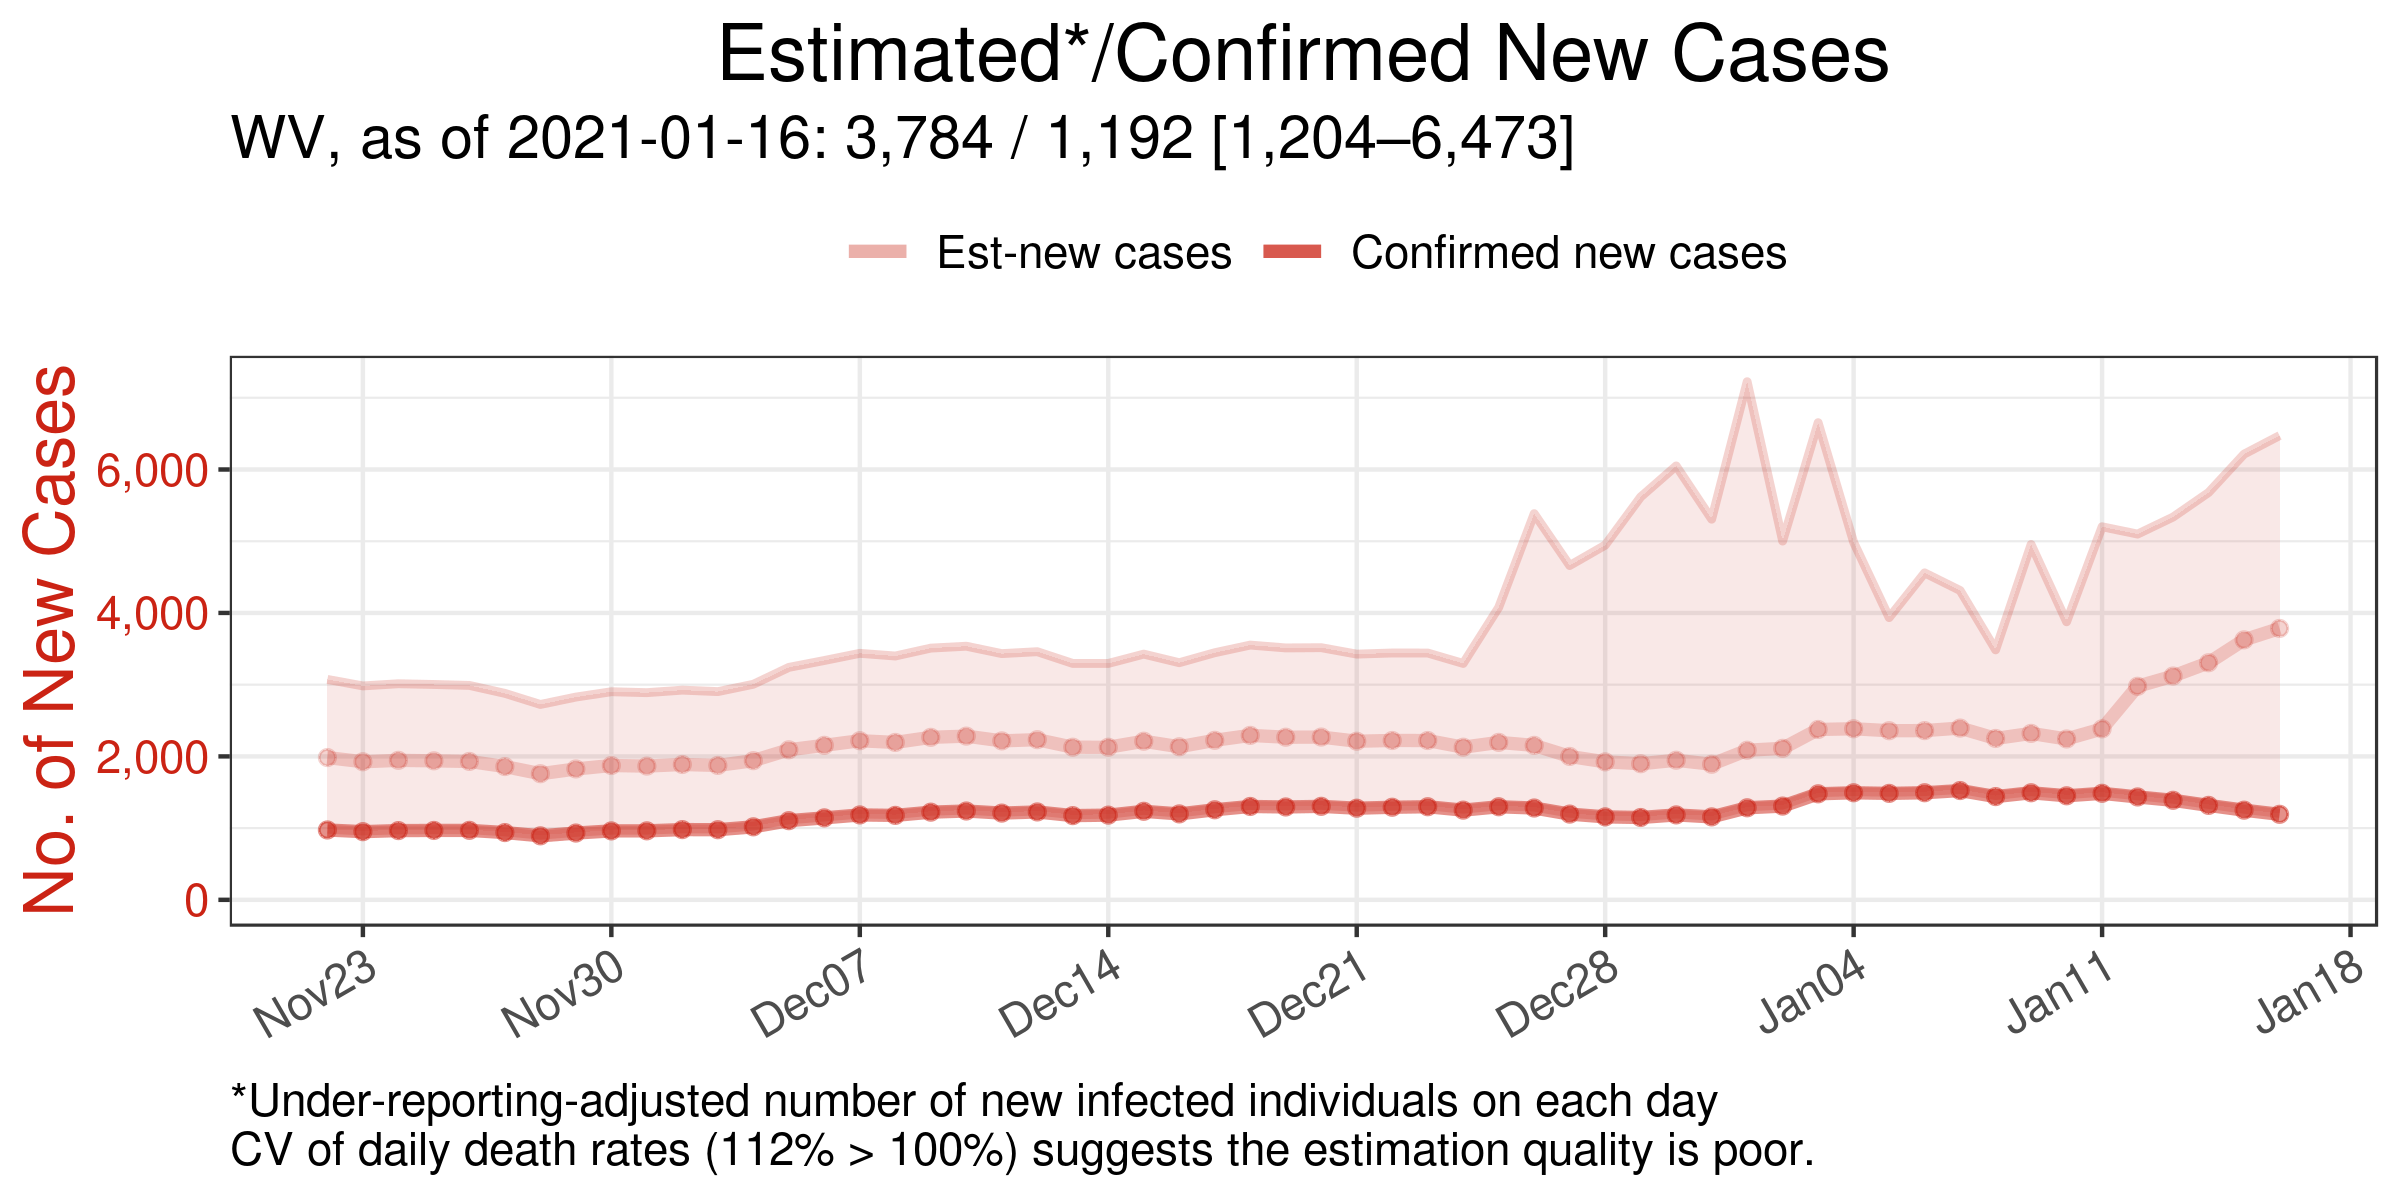 Estimated*/Confirmed New Cases
WV, as of 2021-01-16: 3,784 / 1,192 [1,204–6,473]
Est-new cases Confirmed new cases
No. of New Cases
6,000
4,000
2,000
0
Nov23 Nov30 Dec07 Dec14 Dec21 Dec28 Jan04 Jan11 Jan18
*Under-reporting-adjusted number of new infected individuals on each day
CV of daily death rates (112% > 100%) suggests the estimation quality is poor.